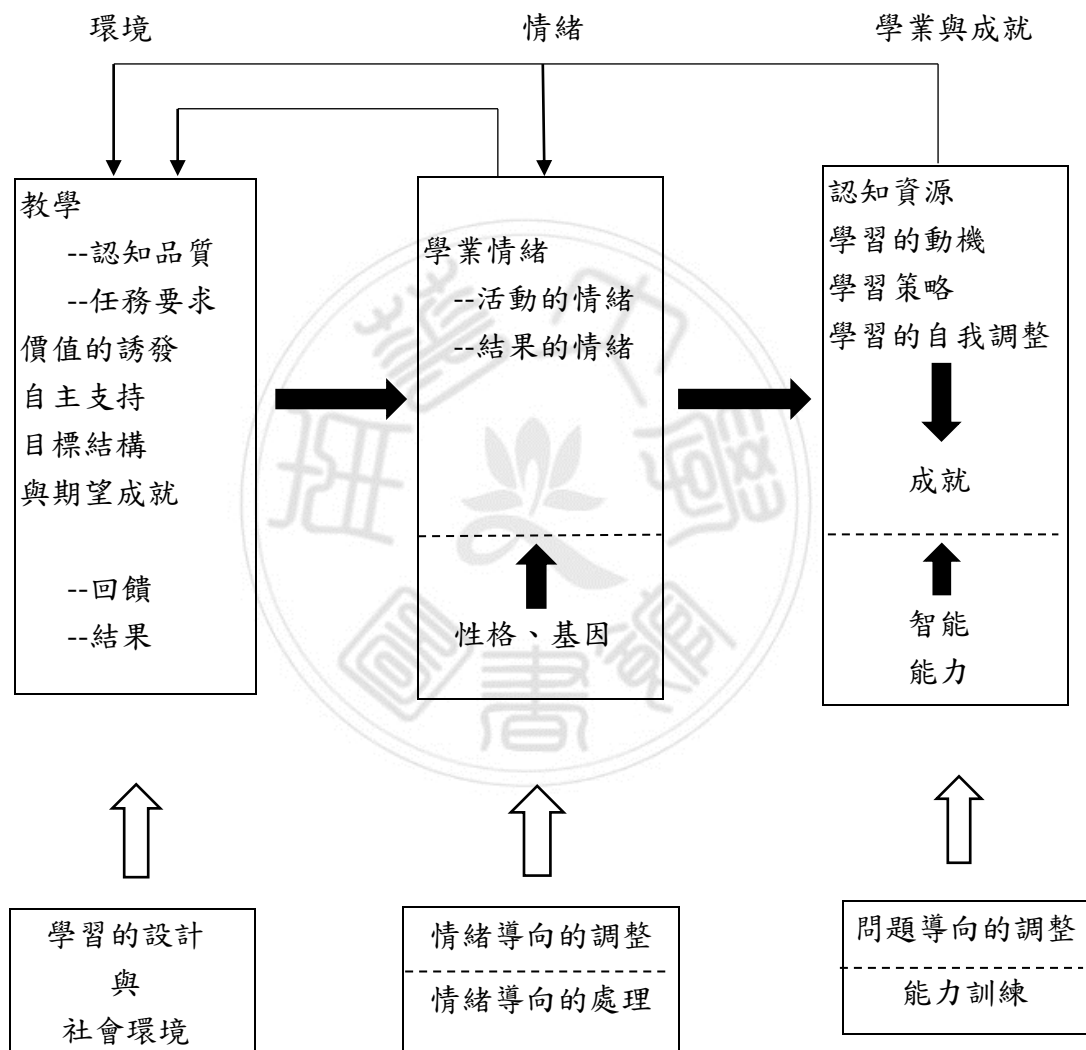 環境
情緒
學業與成就
教學
--認知品質
--任務要求
價值的誘發
自主支持
目標結構
與期望成就
--回饋
--結果
學業情緒
--活動的情緒
--結果的情緒
性格、基因
認知資源
學習的動機
學習策略
學習的自我調整
成就
智能
能力
學習的設計
與
社會環境
情緒導向的調整
情緒導向的處理
問題導向的調整
能力訓練